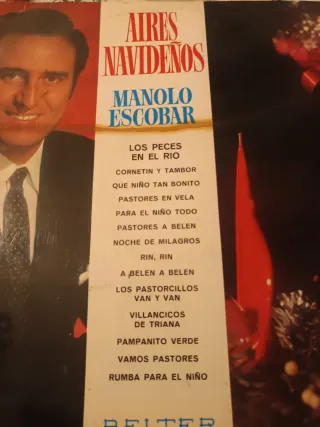 AIRES
NAVIDEÑOS
MANOLO
ESCOBAR
LOS PECES
EN EL RIO
CORNETIN Y TAMBOR
QUE NIÑO TAN BONITO
PASTORES EN VELA
PARA EL NIÑO TODO
PASTORES A BELEN
NOCHE DE MILAGROS
RIN, RIN
A BELEN A BELEN
LOS PASTORCILLOS
VAN Y VAN
VILLANCICOS
DE TRIANA
PAMPANITO VERDE
VAMOS PASTORES
RUMBA PARA EL NIÑO
BELTER